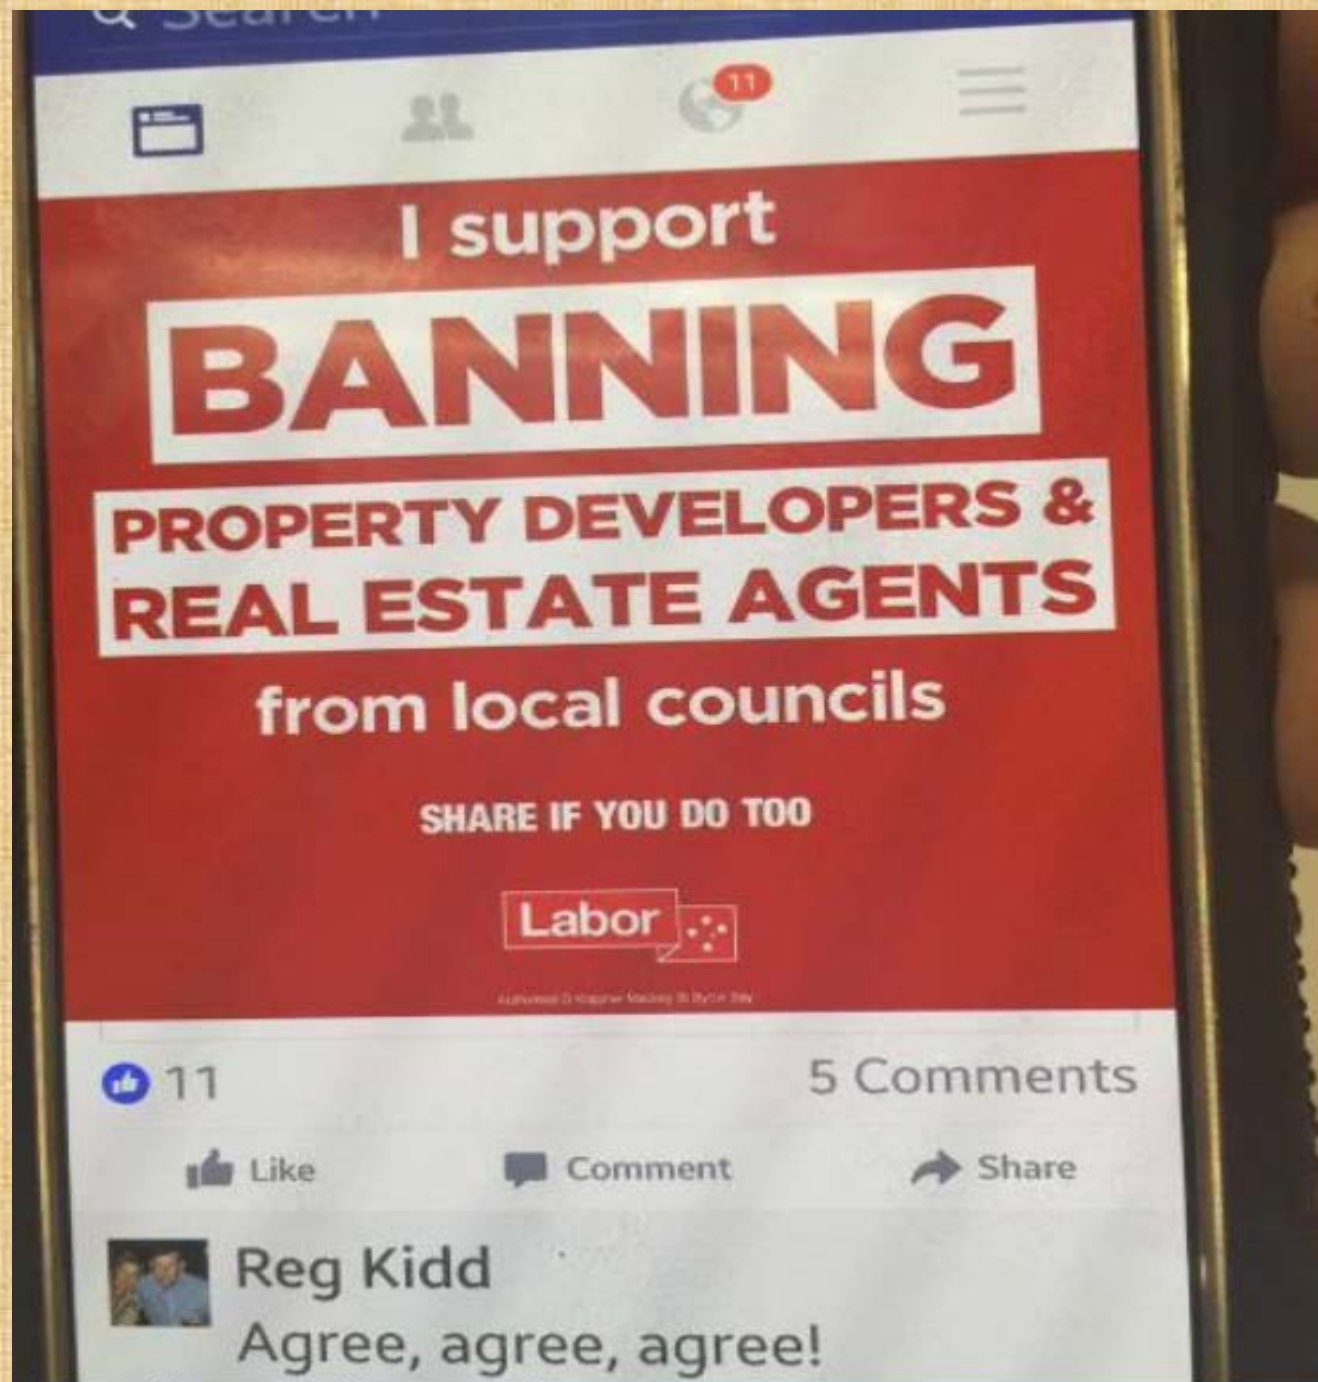 Search
11
I support
BANNING
PROPERTY DEVELOPERS &
REAL ESTATE AGENTS
from local councils
SHARE IF YOU DO TOO
Labor
11
5 Comments
Like Comment Share
Reg Kidd
Agree, agree, agree!